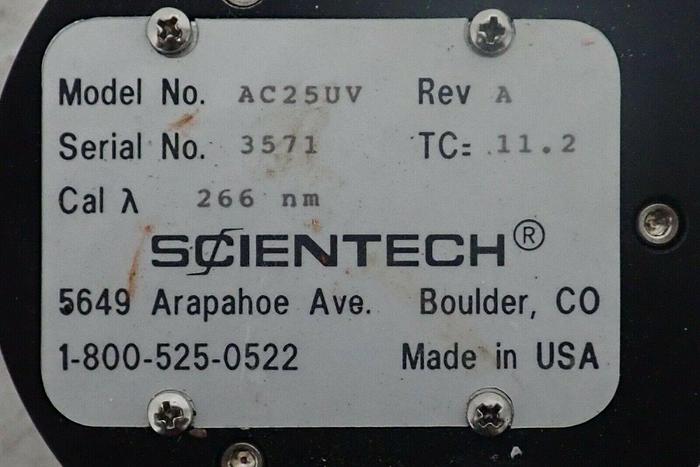 Model No. AC25UV Rev A
Serial No. 3571 TC= 11.2
Cal λ 266 nm
SCIENTECH®
5649 Arapahoe Ave. Boulder, CO
1-800-525-0522 Made in USA